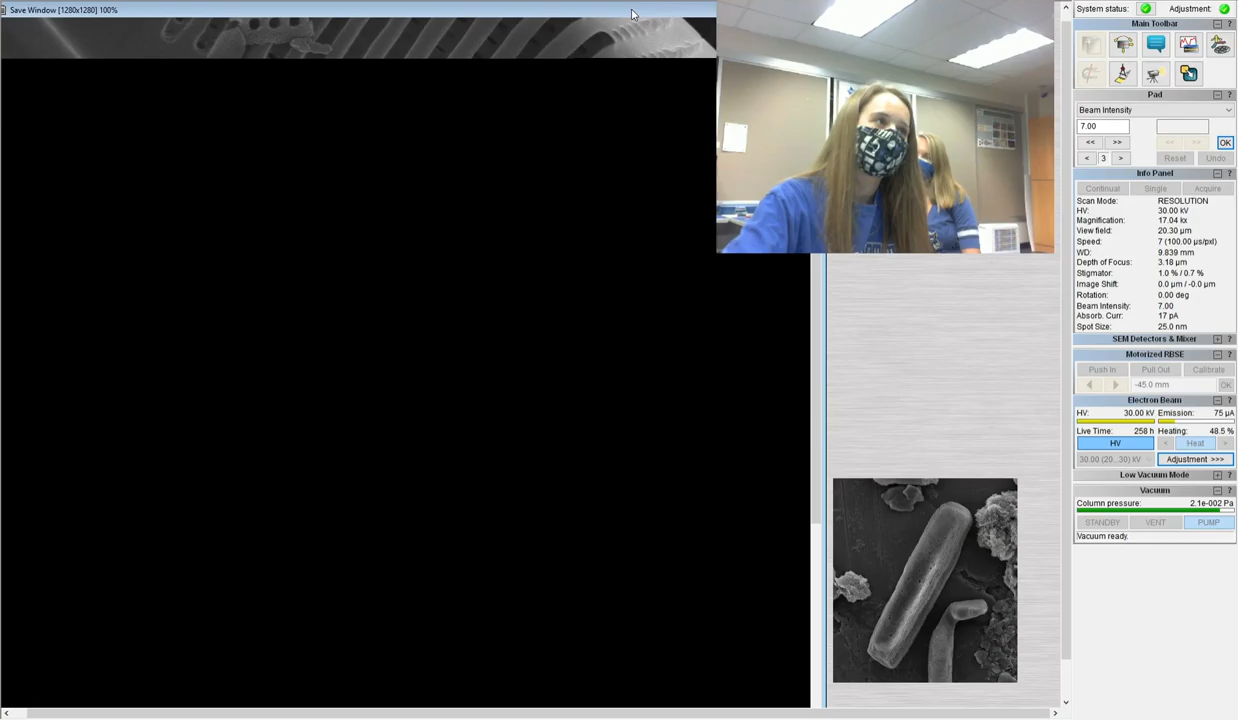 Save Window [1280x1280] 100%
System status: Adjustment:
Main Toolbar
Pad
Beam Intensity
7.00
<< >> << >> OK
< 3 > Reset Undo
Info Panel
Continual Single Acquire
Scan Mode: RESOLUTION
HV: 30.00 kV
Magnification: 17.04 kx
View field: 20.30 µm
Speed: 7 (100.00 µs/pxl)
WD: 9.839 mm
Depth of Focus: 3.18 µm
Stigmator: 1.0 % / 0.7 %
Image Shift: 0.0 µm / -0.0 µm
Rotation: 0.00 deg
Beam Intensity: 7.00
Absorb. Curr: 17 pA
Spot Size: 25.0 nm
SEM Detectors & Mixer
Motorized RBSE
Push In Pull Out Calibrate
-45.0 mm OK
Electron Beam
HV: 30.00 kV Emission: 75 µA
Live Time: 258 h Heating: 48.5 %
HV < Heat >
30.00 (20...30) kV Adjustment >>>
Low Vacuum Mode
Vacuum
Column pressure: 2.1e-002 Pa
STANDBY VENT PUMP
Vacuum ready.